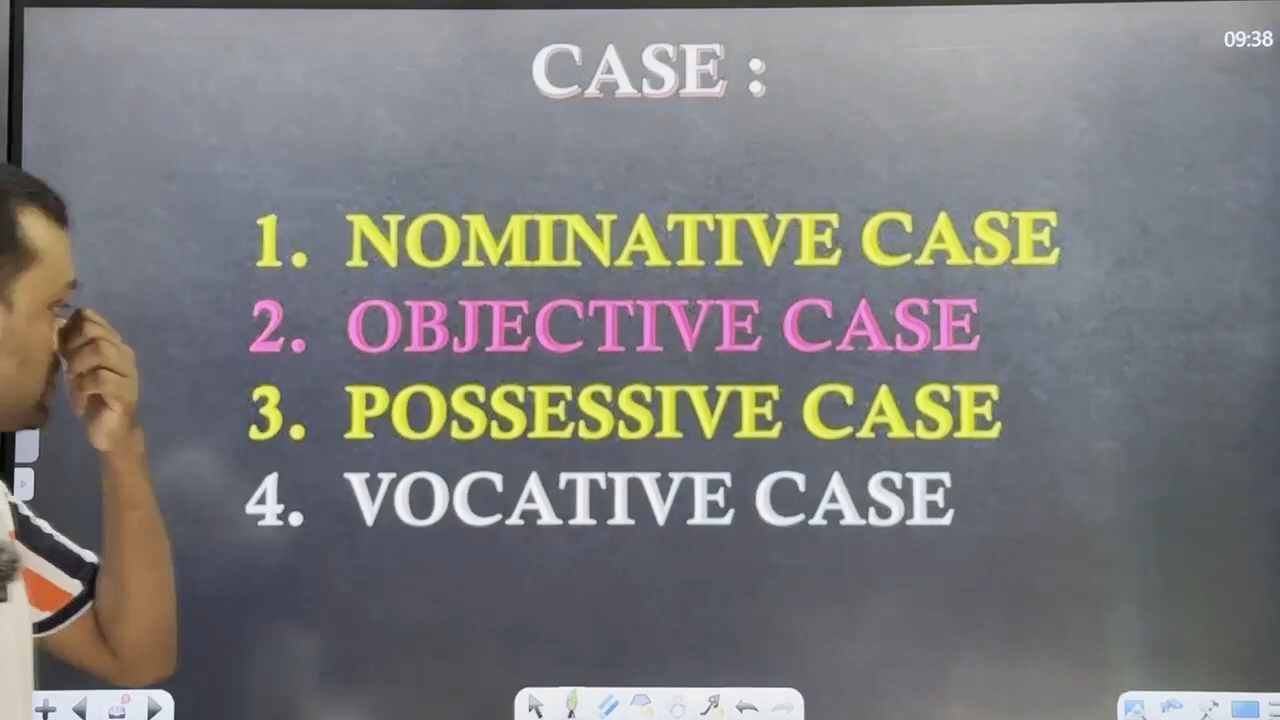 CASE :
09:38
1. NOMINATIVE CASE
2. OBJECTIVE CASE
3. POSSESSIVE CASE
4. VOCATIVE CASE